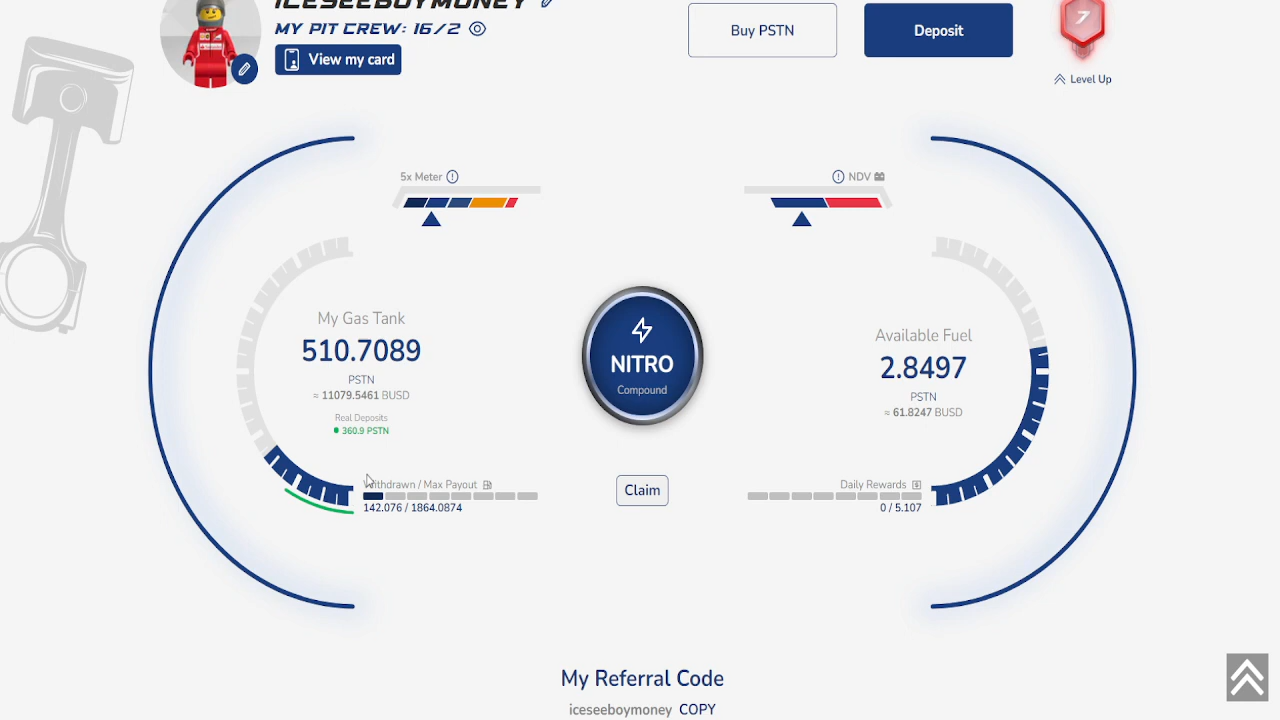 ICESEEBOYMONEY
MY PIT CREW: 16/2
View my card
Buy PSTN
Deposit
7
Level Up
5x Meter
NDV
My Gas Tank
510.7089
PSTN
≈ 11079.5461 BUSD
Real Deposits
360.9 PSTN
Withdrawn / Max Payout
142.076 / 1864.0874
NITRO
Compound
Claim
Available Fuel
2.8497
PSTN
≈ 61.8247 BUSD
Daily Rewards
0 / 5.107
My Referral Code
iceseeboymoney COPY